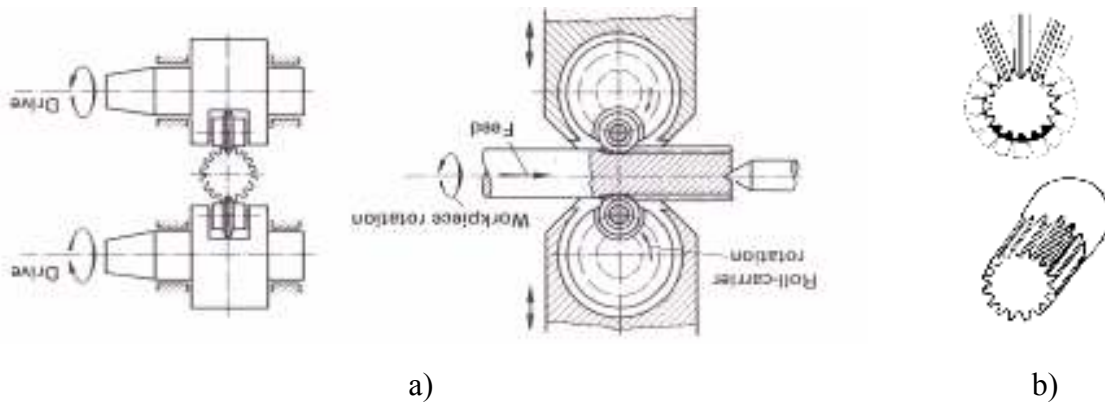 Drive
Feed
Workpiece rotation
Drive
Roll-carrier
rotation
a)
b)